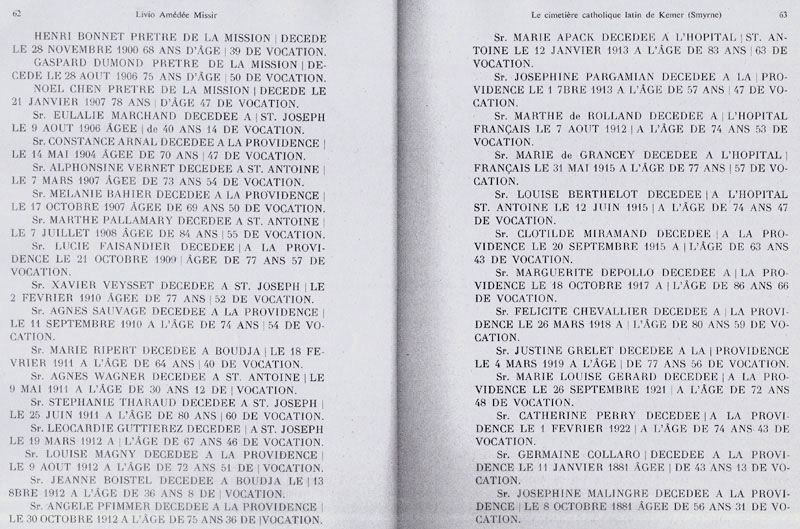 62
Livio Amédée Missir
HENRI BONNET PRETRE DE LA MISSION | DECEDE
LE 28 NOVEMBRE 1900 68 ANS D'ÂGE | 39 DE VOCATION.
GASPARD DUMOND PRETRE DE LA MISSION | DE-
CEDE LE 28 AOUT 1906 75 ANS D'ÂGE | 50 DE VOCATION.
NOEL CHEN PRETRE DE LA MISSION | DECEDE LE
21 JANVIER 1907 78 ANS | D'ÂGE 47 DE VOCATION.
Sr. EULALIE MARCHAND DECEDEE A | ST. JOSEPH
LE 9 AOUT 1906 ÂGEE | de 40 ANS 14 DE VOCATION.
Sr. CONSTANCE ARNAL DECEDEE A LA PROVIDENCE |
LE 14 MAI 1904 AGEE DE 70 ANS | 47 DE VOCATION.
Sr. ALPHONSINE VERNET DECEDEE A ST. ANTOINE |
LE 7 MARS 1907 AGEE DE 73 ANS 54 DE VOCATION.
Sr. MELANIE BAHIER DECEDEE A LA PROVIDENCE |
LE 17 OCTOBRE 1907 ÂGEE DE 69 ANS 50 DE VOCATION.
Sr. MARTHE PALLAMARY DECEDEE A ST. ANTOINE |
LE 7 JUILLET 1908 ÂGEE DE 84 ANS | 55 DE VOCATION.
Sr. LUCIE FAISANDIER DECEDEE | A LA PROVI-
DENCE LE 21 OCTOBRE 1909 | ÂGEE DE 77 ANS 57 DE
VOCATION.
Sr. XAVIER VEYSSET DECEDEE A ST. JOSEPH | LE
2 FEVRIER 1910 ÂGEE DE 77 ANS | 52 DE VOCATION.
Sr. AGNES SAUVAGE DECEDEE A LA PROVIDENCE |
LE 11 SEPTEMBRE 1910 A L'ÂGE DE 74 ANS | 54 DE VO-
CATION.
Sr. MARIE RIPERT DECEDEE A BOUDJA | LE 18 FE-
VRIER 1911 A L'ÂGE DE 64 ANS | 40 DE VOCATION.
Sr. AGNES WAGNER DECEDEE A ST. ANTOINE | LE
9 MAI 1911 A L'ÂGE DE 30 ANS 12 DE | VOCATION.
Sr. STEPHANIE THARAUD DECEDEE A ST. JOSEPH |
LE 25 JUIN 1911 A L'ÂGE DE 80 ANS | 60 DE VOCATION.
Sr. LEOCARDIE GUTTIEREZ DECEDEE | A ST. JOSEPH
LE 19 MARS 1912 A | L'ÂGE DE 67 ANS 46 DE VOCATION.
Sr. LOUISE MAGNY DECEDEE A LA PROVIDENCE |
LE 9 AOUT 1912 A L'ÂGE DE 72 ANS 51 DE | VOCATION.
Sr. JEANNE BOISTEL DECEDEE A BOUDJA LE | 13
8BRE 1912 A L'ÂGE DE 36 ANS 8 DE | VOCATION.
Sr. ANGELE PFIMMER DECEDEE A LA PROVIDENCE |
LE 30 OCTOBRE 1912 A L'ÂGE DE 75 ANS 36 DE |VOCATION.
Le cimetière catholique latin de Kemer (Smyrne)
63
Sr. MARIE APACK DECEDEE A L'HOPITAL | ST. AN-
TOINE LE 12 JANVIER 1913 A L'ÂGE DE 83 ANS | 63 DE
VOCATION.
Sr. JOSEPHINE PARGAMIAN DECEDEE A LA | PRO-
VIDENCE LE 1 7BRE 1913 A L'ÂGE DE 57 ANS | 47 DE VO-
CATION.
Sr. MARTHE de ROLLAND DECEDEE A | L'HOPITAL
FRANÇAIS LE 7 AOUT 1912 | A L'ÂGE DE 74 ANS 53 DE
VOCATION.
Sr. MARIE de GRANCEY DECEDEE A L'HOPITAL |
FRANÇAIS LE 31 MAI 1915 A L'ÂGE DE 77 ANS | 57 DE VO-
CATION.
Sr. LOUISE BERTHELOT DECEDEE | A L'HOPITAL
ST. ANTOINE LE 12 JUIN 1915 | A L'ÂGE DE 74 ANS 47
DE VOCATION.
Sr. CLOTILDE MIRAMAND DECEDEE | A LA PRO-
VIDENCE LE 20 SEPTEMBRE 1915 A | L'ÂGE DE 63 ANS
43 DE VOCATION.
Sr. MARGUERITE DEPOLLO DECEDEE | A LA PRO-
VIDENCE LE 18 OCTOBRE 1917 A | L'ÂGE DE 86 ANS 66
DE VOCATION.
Sr. FELICITE CHEVALLIER DECEDEE A | LA PROVI-
DENCE LE 26 MARS 1918 A | L'ÂGE DE 80 ANS 59 DE VO-
CATION.
Sr. JUSTINE GRELET DECEDEE A LA | PROVIDENCE
LE 4 MARS 1919 A L'ÂGE | DE 77 ANS 56 DE VOCATION.
Sr. MARIE LOUISE GERARD DECEDEE A LA | PRO-
VIDENCE LE 26 SEPTEMBRE 1921 | A L'ÂGE DE 72 ANS
48 DE VOCATION.
Sr. CATHERINE PERRY DECEDEE | A LA PROVI-
DENCE LE 1 FEVRIER 1922 | A L'ÂGE DE 74 ANS 43 DE
VOCATION.
Sr. GERMAINE COLLARO | DECEDEE A LA PROVI-
DENCE LE 11 JANVIER 1881 ÂGEE | DE 43 ANS 13 DE VO-
CATION.
Sr. JOSEPHINE MALINGRE DECEDEE A LA PROVI-
DENCE | LE 8 OCTOBRE 1881 ÂGEE DE 56 ANS 31 DE VO-
CATION.